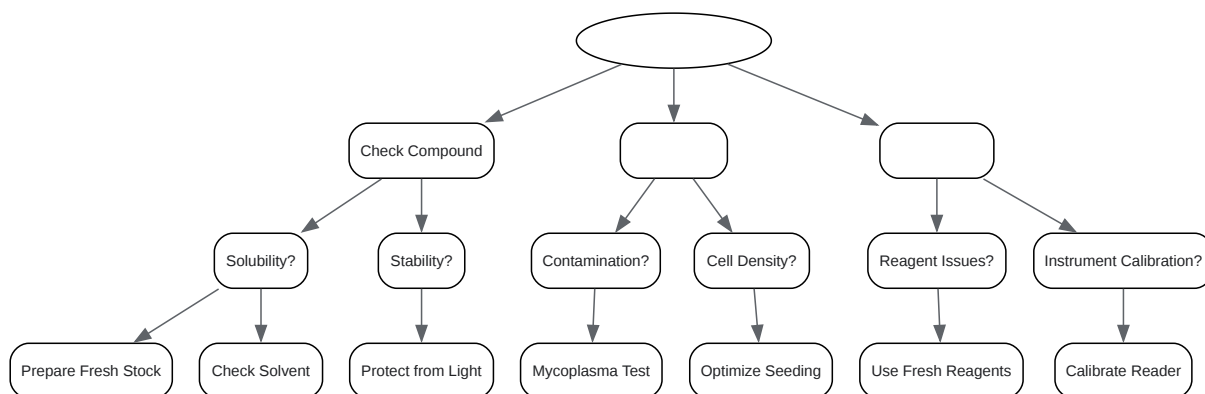 Check Compound
Solubility?
Stability?
Contamination?
Cell Density?
Reagent Issues?
Instrument Calibration?
Prepare Fresh Stock
Check Solvent
Protect from Light
Mycoplasma Test
Optimize Seeding
Use Fresh Reagents
Calibrate Reader